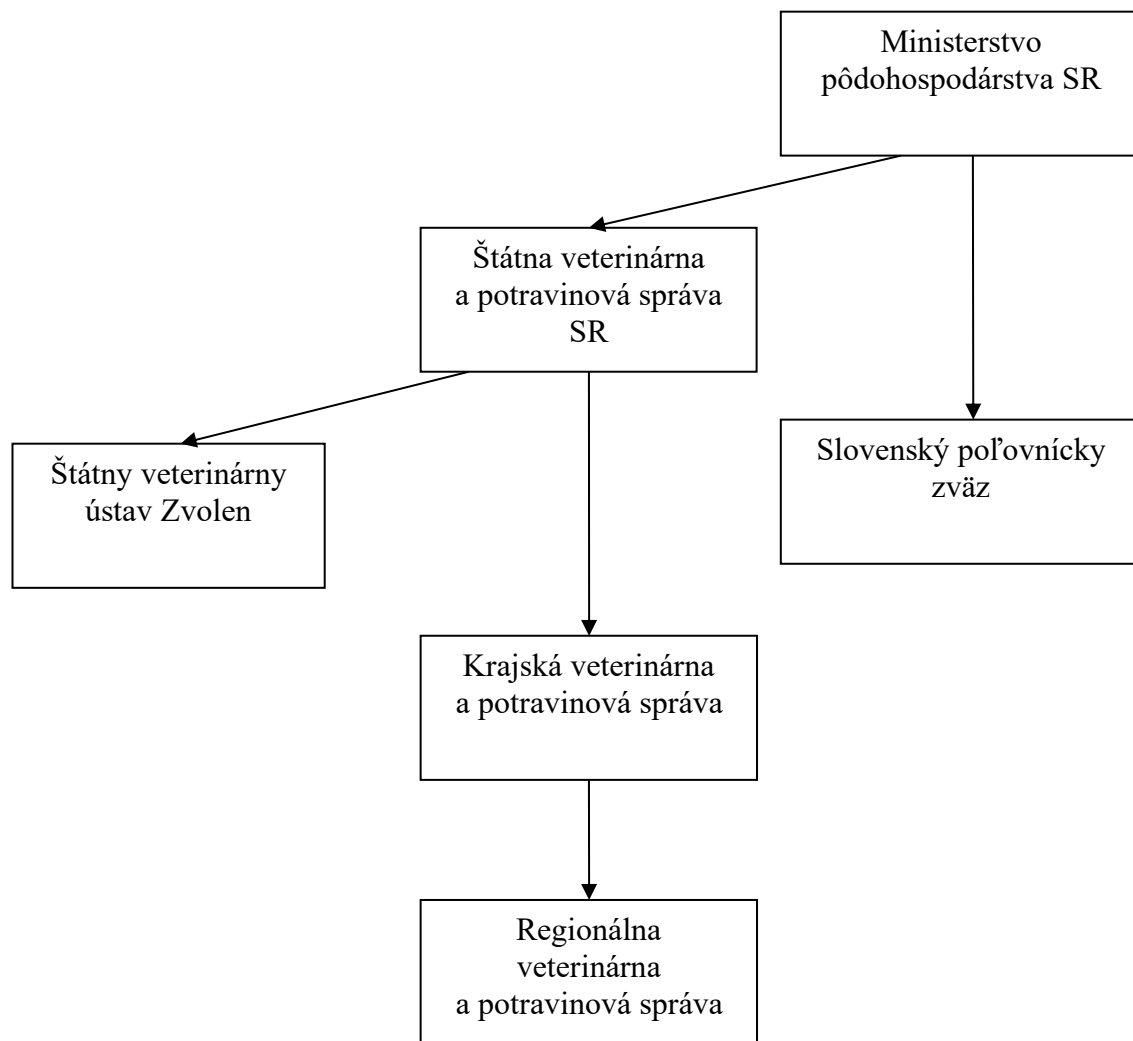 Ministerstvo
pôdohospodárstva SR
Štátna veterinárna
a potravinová správa
SR
Štátny veterinárny
ústav Zvolen
Slovenský poľovnícky
zväz
Krajská veterinárna
a potravinová správa
Regionálna
veterinárna
a potravinová správa